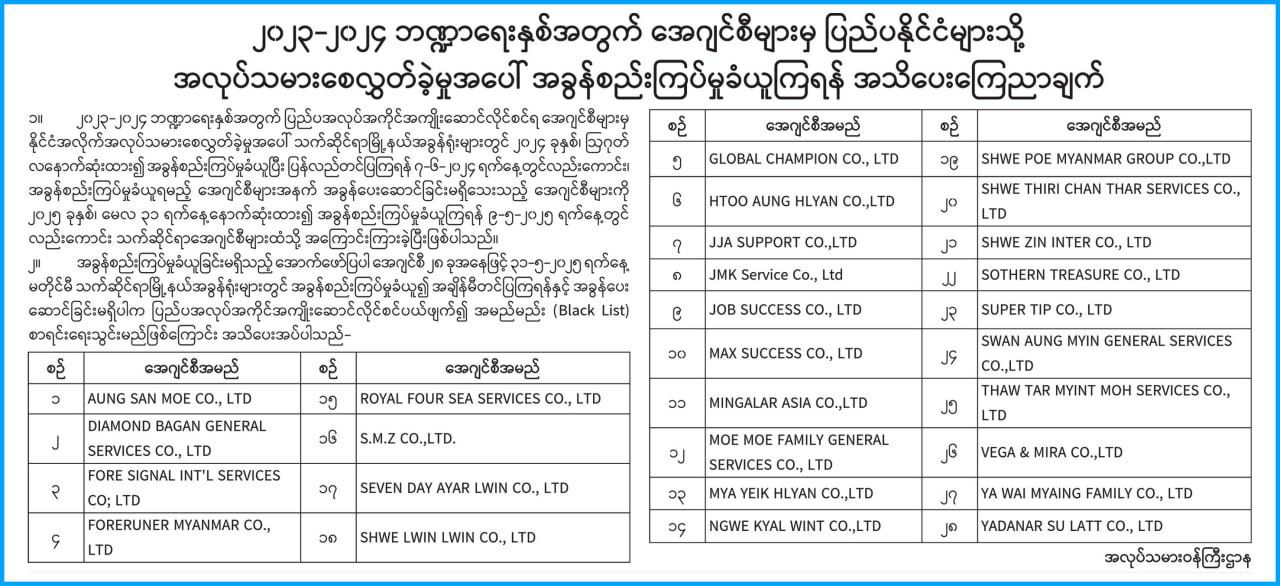 ၂၀၂၃-၂၀၂၄ ဘဏ္ဍာရေးနှစ်အတွက် အေဂျင်စီများမှ ပြည်ပနိုင်ငံများသို့
အလုပ်သမားစေလွှတ်ခဲ့မှုအပေါ် အခွန်စည်းကြပ်မှုခံယူကြရန် အသိပေးကြေညာချက်
၁။ ၂၀၂၃-၂၀၂၄ ဘဏ္ဍာရေးနှစ်အတွက် ပြည်ပအလုပ်အကိုင်အကျိုးဆောင်လိုင်စင်ရ အေဂျင်စီများမှ
နိုင်ငံအလိုက်အလုပ်သမားစေလွှတ်ခဲ့မှုအပေါ် သက်ဆိုင်ရာမြို့နယ်အခွန်ရုံးများတွင် ၂၀၂၄ ခုနှစ်၊ ဩဂုတ်
လနောက်ဆုံးထား၍ အခွန်စည်းကြပ်မှုခံယူပြီး ပြန်လည်တင်ပြကြရန် ၇-၆-၂၀၂၄ ရက်နေ့တွင်လည်းကောင်း၊
အခွန်စည်းကြပ်မှုခံယူရမည့် အေဂျင်စီများအနက် အခွန်ပေးဆောင်ခြင်းမရှိသေးသည့် အေဂျင်စီများကို
၂၀၂၅ ခုနှစ်၊ မေလ ၃၁ ရက်နေ့နောက်ဆုံးထား၍ အခွန်စည်းကြပ်မှုခံယူကြရန် ၉-၅-၂၀၂၅ ရက်နေ့တွင်
လည်းကောင်း သက်ဆိုင်ရာအေဂျင်စီများထံသို့ အကြောင်းကြားခဲ့ပြီးဖြစ်ပါသည်။
၂။ အခွန်စည်းကြပ်မှုခံယူခြင်းမရှိသည့် အောက်ဖော်ပြပါ အေဂျင်စီ ၂၈ ခုအနေဖြင့် ၃၁-၅-၂၀၂၅ ရက်နေ့
မတိုင်မီ သက်ဆိုင်ရာမြို့နယ်အခွန်ရုံးများတွင် အခွန်စည်းကြပ်မှုခံယူ၍ အချိန်မီတင်ပြကြရန်နှင့် အခွန်ပေး
ဆောင်ခြင်းမရှိပါက ပြည်ပအလုပ်အကိုင်အကျိုးဆောင်လိုင်စင်ပယ်ဖျက်၍ အမည်မည်း (Black List)
စာရင်းရေးသွင်းမည်ဖြစ်ကြောင်း အသိပေးအပ်ပါသည်-
စဉ် အေဂျင်စီအမည် စဉ် အေဂျင်စီအမည်
၁ AUNG SAN MOE CO., LTD ၁၅ ROYAL FOUR SEA SERVICES CO., LTD
၂ DIAMOND BAGAN GENERAL
SERVICES CO., LTD ၁၆ S.M.Z CO.,LTD.
၃ FORE SIGNAL INT'L SERVICES
CO; LTD ၁၇ SEVEN DAY AYAR LWIN CO., LTD
၄ FORERUNER MYANMAR CO.,
LTD ၁၈ SHWE LWIN LWIN CO., LTD
စဉ် အေဂျင်စီအမည် စဉ် အေဂျင်စီအမည်
၅ GLOBAL CHAMPION CO., LTD ၁၉ SHWE POE MYANMAR GROUP CO.,LTD
၆ HTOO AUNG HLYAN CO.,LTD ၂၀ SHWE THIRI CHAN THAR SERVICES CO.,
LTD
၇ JJA SUPPORT CO.,LTD ၂၁ SHWE ZIN INTER CO., LTD
၈ JMK Service Co., Ltd ၂၂ SOTHERN TREASURE CO., LTD
၉ JOB SUCCESS CO., LTD ၂၃ SUPER TIP CO., LTD
၁၀ MAX SUCCESS CO., LTD ၂၄ SWAN AUNG MYIN GENERAL SERVICES
CO.,LTD
၁၁ MINGALAR ASIA CO.,LTD ၂၅ THAW TAR MYINT MOH SERVICES CO.,
LTD
၁၂ MOE MOE FAMILY GENERAL
SERVICES CO., LTD ၂၆ VEGA & MIRA CO.,LTD
၁၃ MYA YEIK HLYAN CO.,LTD ၂၇ YA WAI MYAING FAMILY CO., LTD
၁၄ NGWE KYAL WINT CO.,LTD ၂၈ YADANAR SU LATT CO., LTD
အလုပ်သမားဝန်ကြီးဌာန